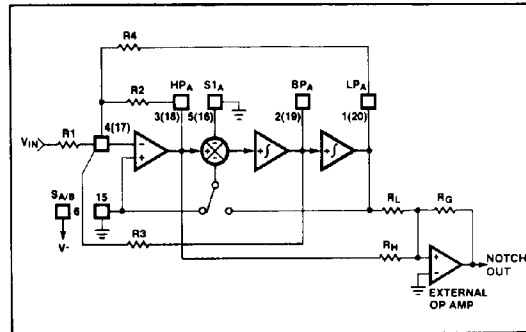 R4
R2
HPA
S1A
BPA
LPA
3(18)
5(16)
2(19)
1(20)
4(17)
VIN
R1
-
+
+
-
-
+∫
+∫
SA/B
6
V-
15
R3
RL
RG
RH
+
-
NOTCH
OUT
EXTERNAL
OP AMP